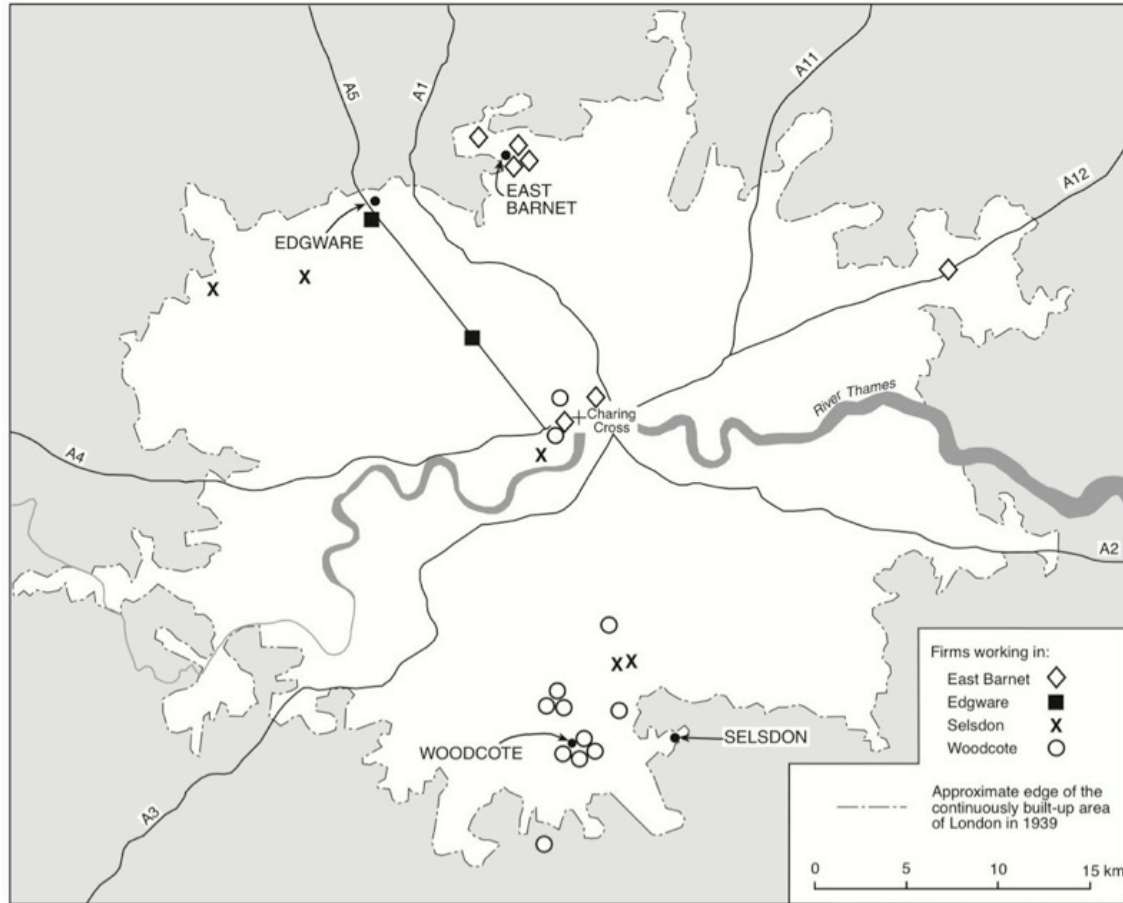 A5
A1
A11
A12
EAST
BARNET
EDGWARE
X
X
River Thames
Charing
Cross
X
A4
A2
X X
Firms working in:
East Barnet
Edgware
X
Selsdon
Woodcote
WOODCOTE
SELSDON
A3
Approximate edge of the
continuously built-up area
of London in 1939
0 5 10 15 km